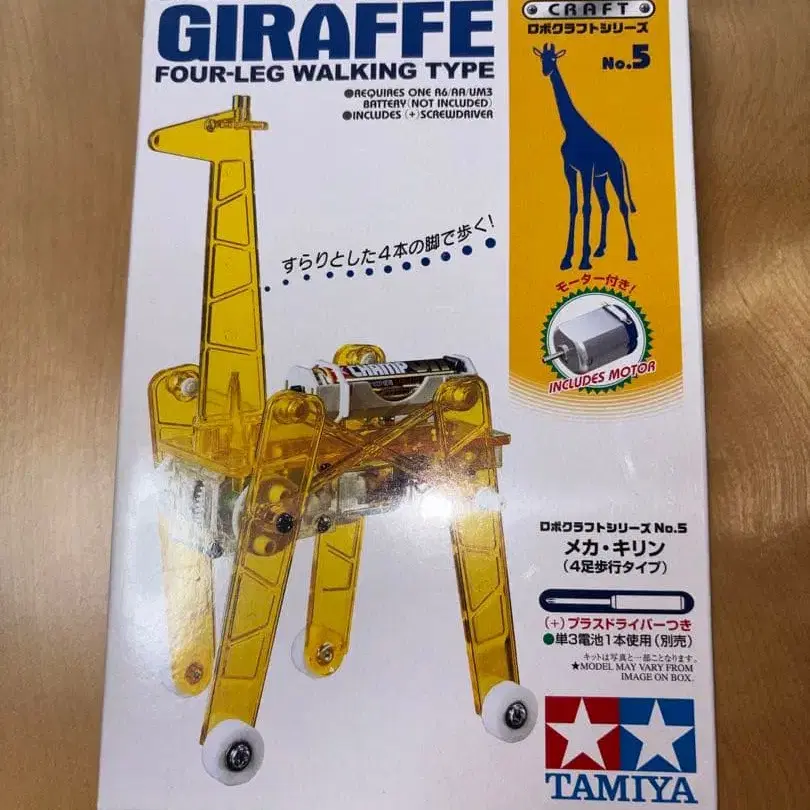 GIRAFFE
FOUR-LEG WALKING TYPE
●REQUIRES ONE R6/AA/UM3
BATTERY (NOT INCLUDED)
●INCLUDES (+) SCREWDRIVER
CRAFT
ロボクラフトシリーズ
No.5
すらりとした4本の脚で歩く!
モーター付き!
INCLUDES MOTOR
CHAMP
ロボクラフトシリーズ No.5
メカ・キリン
(4足歩行タイプ)
(+)プラスドライバーつき
●単3電池1本使用(別売)
キットは写真と一部ことなります。
★MODEL MAY VARY FROM
IMAGE ON BOX.
TAMIYA